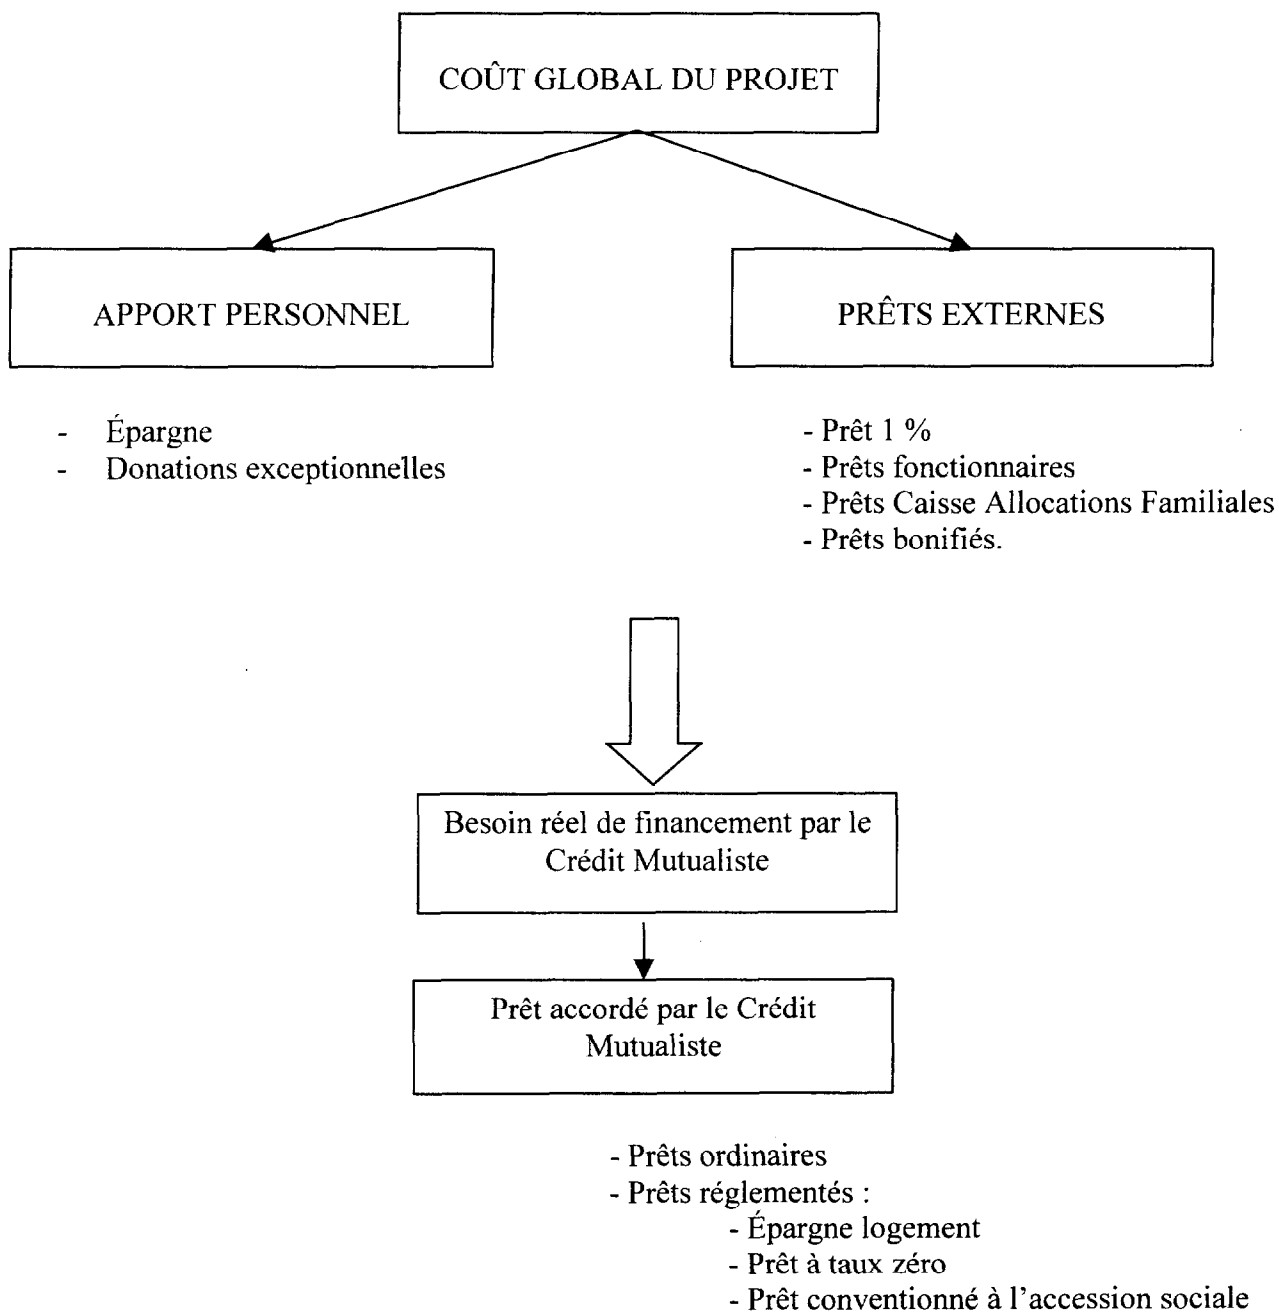 COÛT GLOBAL DU PROJET
APPORT PERSONNEL
- Épargne
- Donations exceptionnelles
PRÊTS EXTERNES
- Prêt 1 %
- Prêts fonctionnaires
- Prêts Caisse Allocations Familiales
- Prêts bonifiés.
Besoin réel de financement par le
Crédit Mutualiste
Prêt accordé par le Crédit
Mutualiste
- Prêts ordinaires
- Prêts réglementés :
- Épargne logement
- Prêt à taux zéro
- Prêt conventionné à l'accession sociale